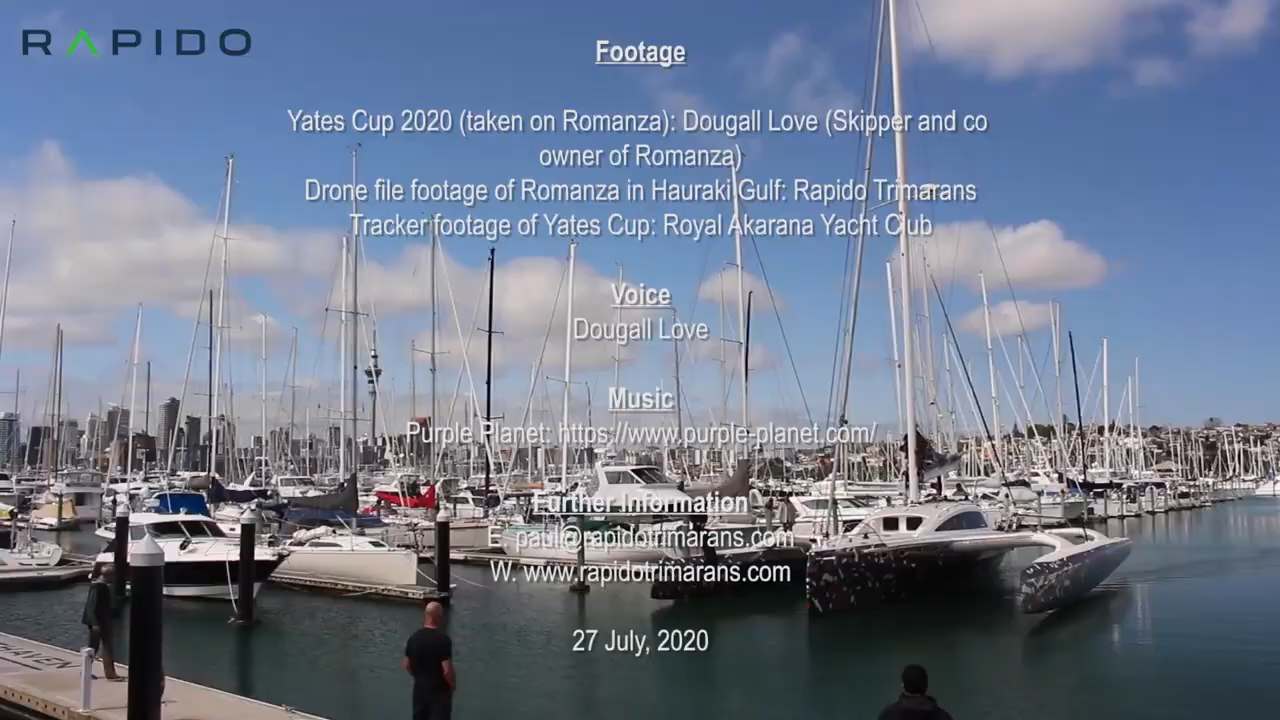 RAPIDO
Footage
Yates Cup 2020 (taken on Romanza): Dougall Love (Skipper and co
owner of Romanza)
Drone file footage of Romanza in Hauraki Gulf: Rapido Trimarans
Tracker footage of Yates Cup: Royal Akarana Yacht Club
Voice
Dougall Love
Music
Purple Planet: https://www.purple-planet.com/
Further Information
E. paul@rapidotrimarans.com
W. www.rapidotrimarans.com
27 July, 2020
HAVEN